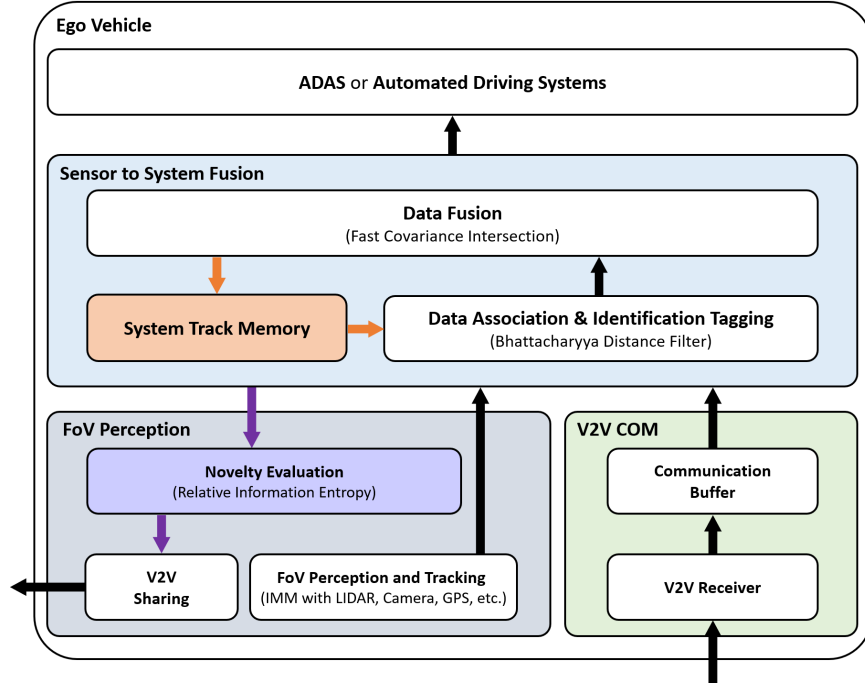 Ego Vehicle
ADAS or Automated Driving Systems
Sensor to System Fusion
Data Fusion
(Fast Covariance Intersection)
System Track Memory
Data Association & Identification Tagging
(Bhattacharyya Distance Filter)
FoV Perception
Novelty Evaluation
(Relative Information Entropy)
V2V
Sharing
FoV Perception and Tracking
(IMM with LIDAR, Camera, GPS, etc.)
V2V COM
Communication
Buffer
V2V Receiver